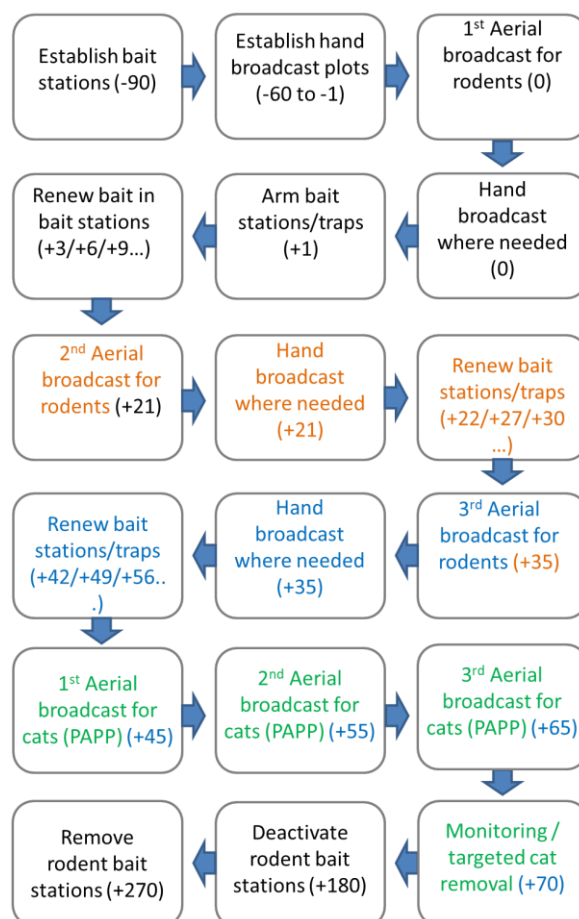 Establish bait
stations (-90)
Establish hand
broadcast plots
(-60 to -1)
1st Aerial
broadcast for
rodents (0)
Hand
broadcast
where needed
(0)
Arm bait
stations/traps
(+1)
Renew bait in
bait stations
(+3/+6/+9...)
2nd Aerial
broadcast for
rodents (+21)
Hand
broadcast
where needed
(+21)
Renew bait
stations/traps
(+22/+27/+30
...)
3rd Aerial
broadcast for
rodents (+35)
Hand
broadcast
where needed
(+35)
Renew bait
stations/traps
(+42/+49/+56..
.)
1st Aerial
broadcast for
cats (PAPP) (+45)
2nd Aerial
broadcast for
cats (PAPP) (+55)
3rd Aerial
broadcast for
cats (PAPP) (+65)
Monitoring /
targeted cat
removal (+70)
Deactivate
rodent bait
stations (+180)
Remove
rodent bait
stations (+270)